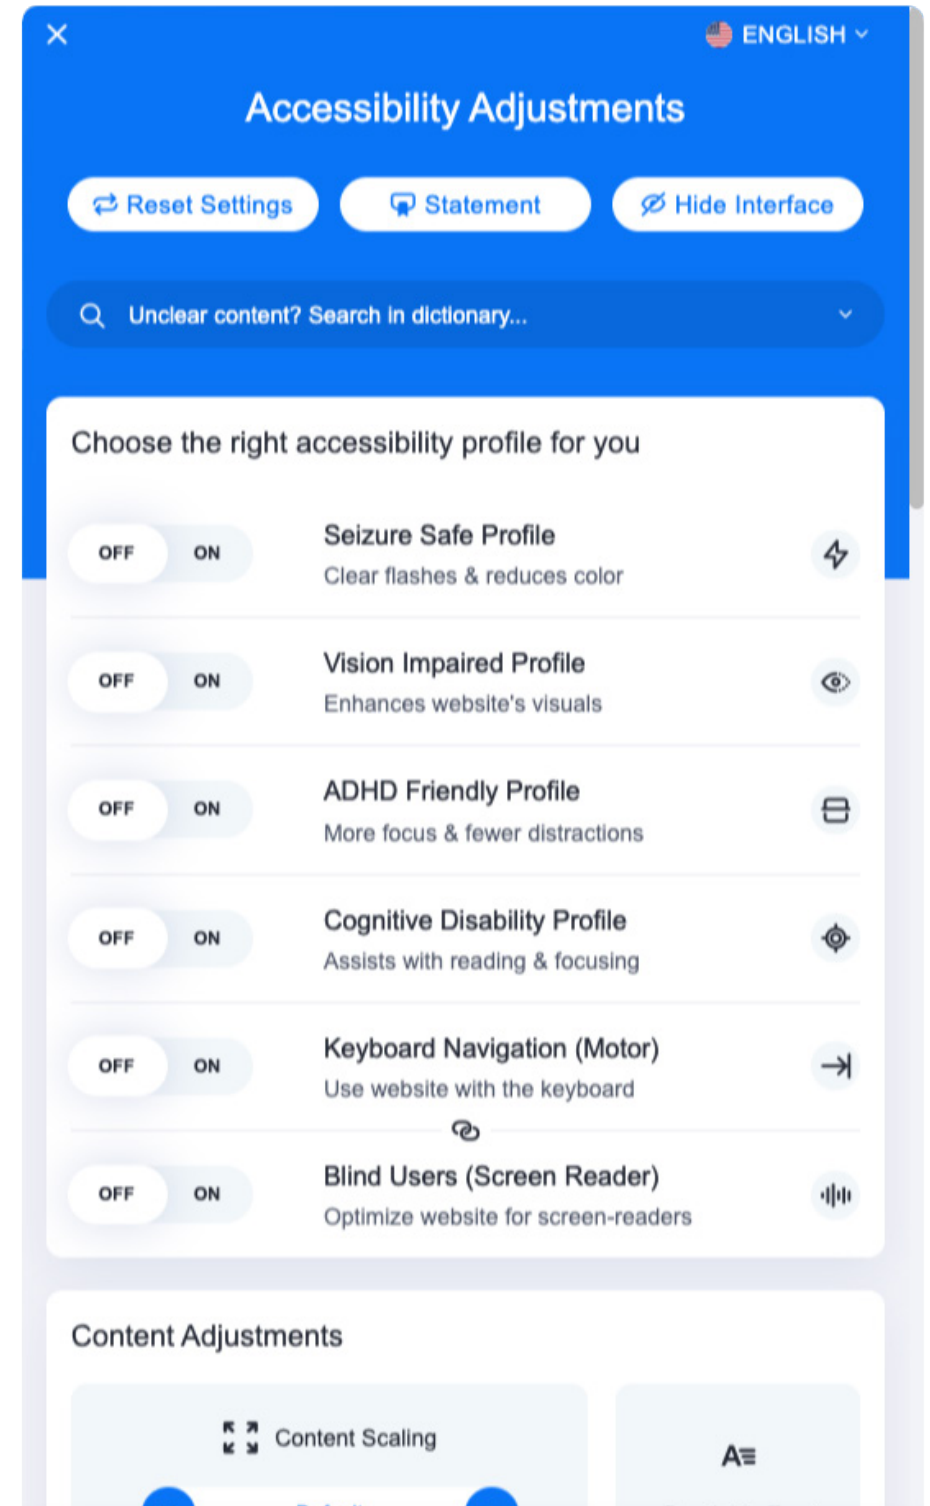 ENGLISH
Accessibility Adjustments
Reset Settings
Statement
Hide Interface
Unclear content? Search in dictionary...
Choose the right accessibility profile for you
OFF ON
Seizure Safe Profile
Clear flashes & reduces color
OFF ON
Vision Impaired Profile
Enhances website's visuals
OFF ON
ADHD Friendly Profile
More focus & fewer distractions
OFF ON
Cognitive Disability Profile
Assists with reading & focusing
OFF ON
Keyboard Navigation (Motor)
Use website with the keyboard
OFF ON
Blind Users (Screen Reader)
Optimize website for screen-readers
Content Adjustments
Content Scaling
A